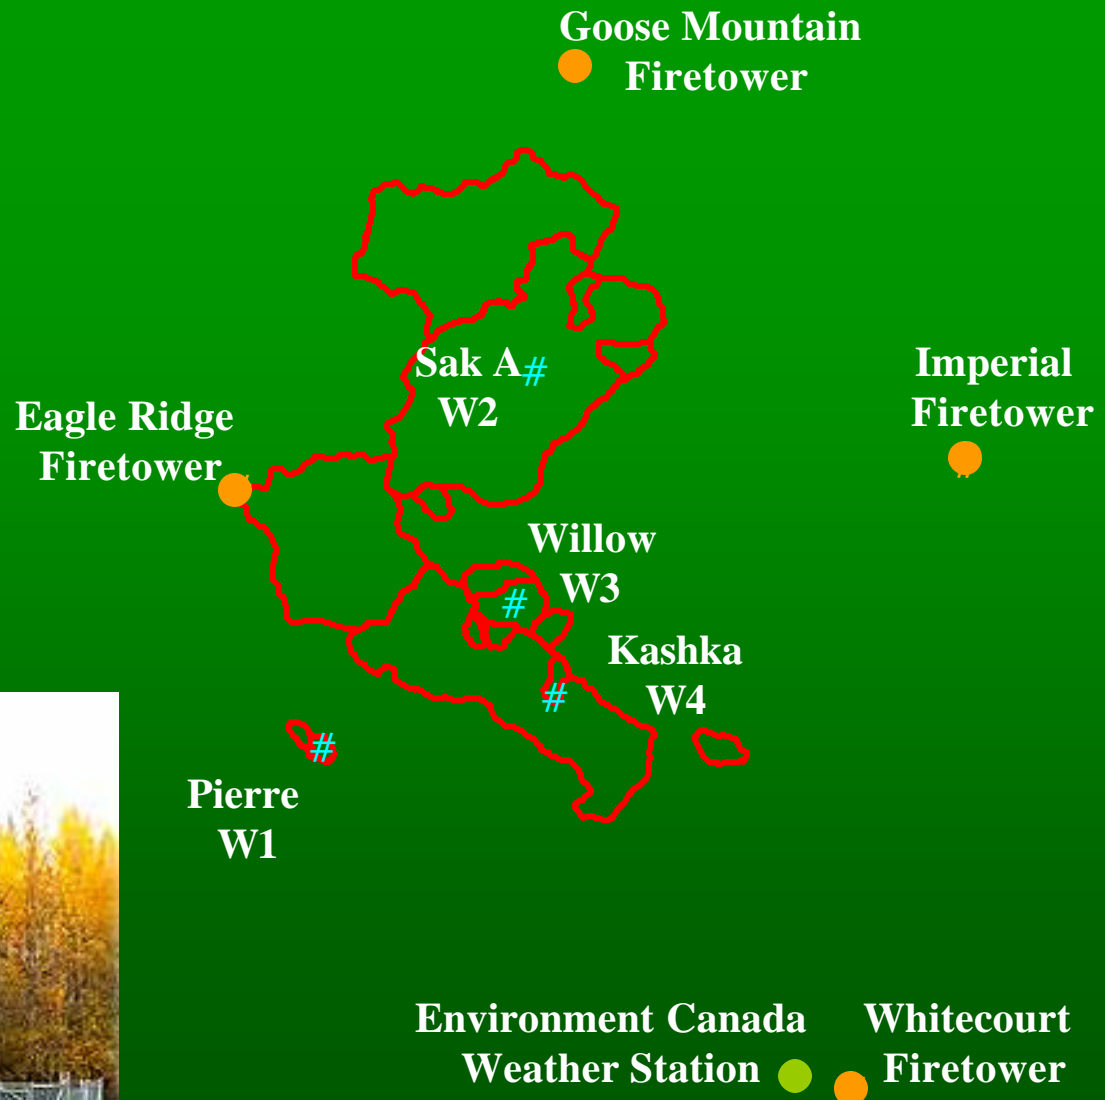 Goose Mountain
Firetower
Sak A#
W2
Imperial
Firetower
Eagle Ridge
Firetower
Willow
W3
#
Kashka
W4
#
#
Pierre
W1
Environment Canada
Weather Station
Whitecourt
Firetower